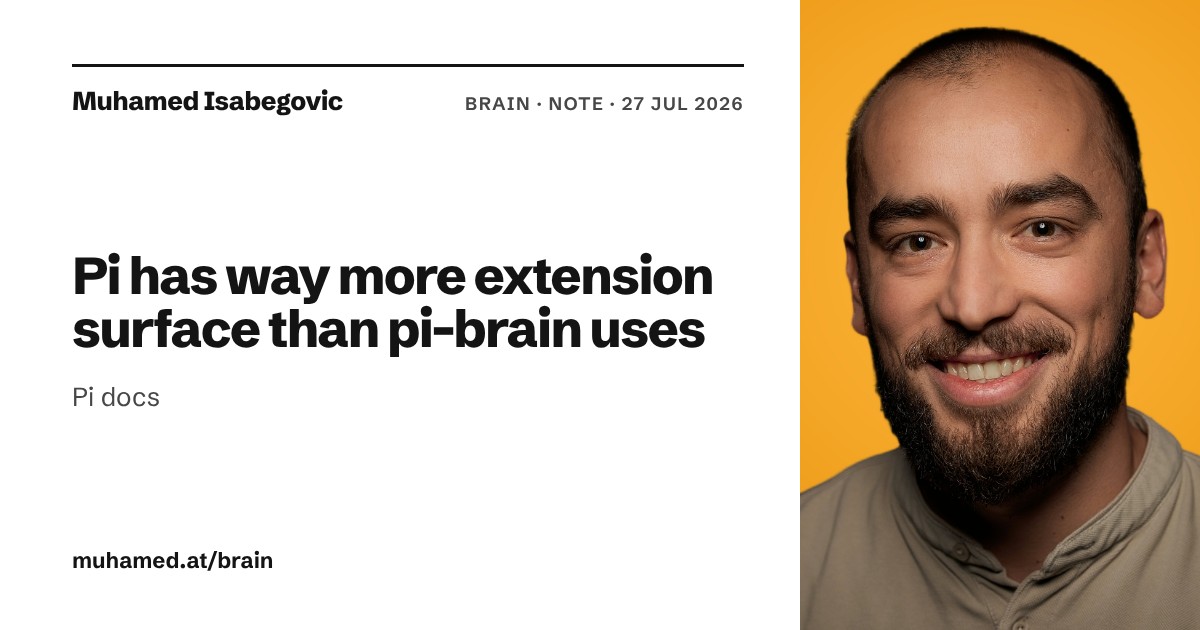 Muhamed Isabegovic
BRAIN · NOTE · 27 JUL 2026
Pi has way more extension
surface than pi-brain uses
Pi docs
muhamed.at/brain